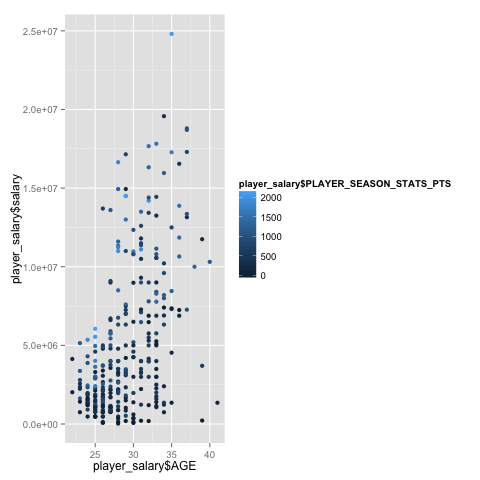 2.5e+07
2.0e+07
1.5e+07
1.0e+07
5.0e+06
0.0e+00
player_salary$salary
25 30 35 40
player_salary$AGE
player_salary$PLAYER_SEASON_STATS_PTS
2000
1500
1000
500
0